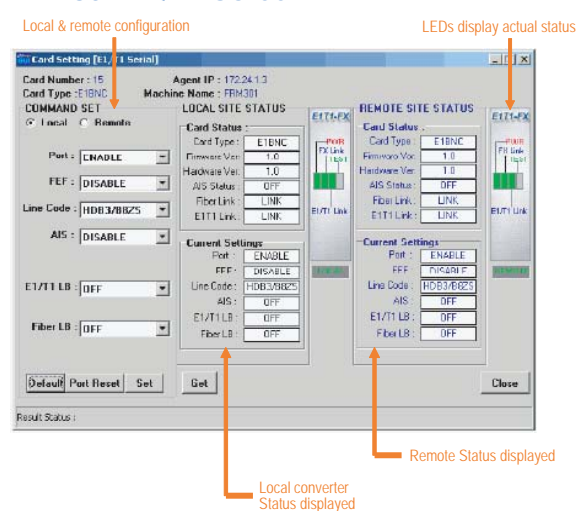 Local & remote configuration
LEDs display actual status
Card Setting [E1/T1 Serial]
Card Number : 15
Agent IP : 172.24.1.3
Card Type :E1BNC
Machine Name : FRM301
COMMAND SET
Local Remote
Port : ENABLE
FEF : DISABLE
Line Code : HDB3/B8ZS
AIS : DISABLE
E1/T1 LB : OFF
Fiber LB : OFF
Default Port Reset Set
LOCAL SITE STATUS
Card Status :
Card Type : E1BNC
Firmware Ver: 1.0
Hardware Ver: 1.0
AIS Status : OFF
Fiber Link : LINK
E1T1 Link : LINK
Current Settings
Port : ENABLE
FEF : DISABLE
Line Code : HDB3/B8ZS
AIS : OFF
E1/T1 LB : OFF
Fiber LB : OFF
Get
E1T1-FX
PWR
FX Link
Test
E1/T1 Link
REMOTE SITE STATUS
Card Status :
Card Type : E1BNC
Firmware Ver: 1.0
Hardware Ver: 1.0
AIS Status : OFF
Fiber Link : LINK
E1T1 Link : LINK
Current Settings
Port : ENABLE
FEF : DISABLE
Line Code : HDB3/B8ZS
AIS : OFF
E1/T1 LB : OFF
Fiber LB : OFF
E1T1-FX
PWR
FX Link
Test
E1/T1 Link
Close
Result Status :
Remote Status displayed
Local converter
Status displayed